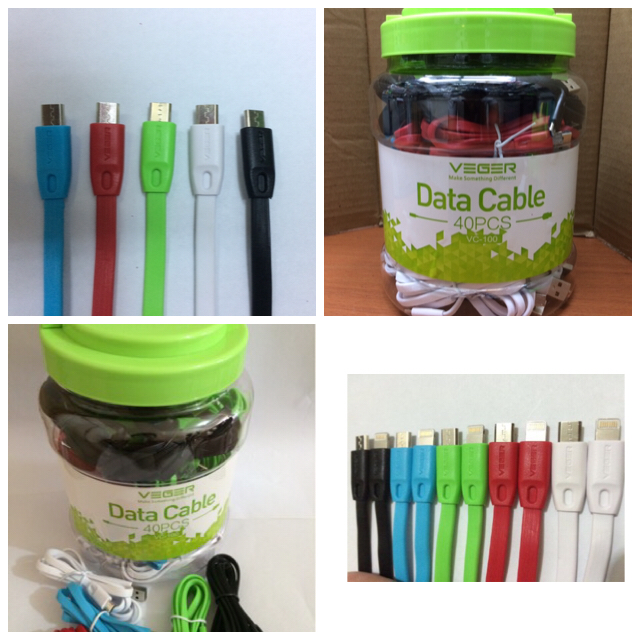 VEGER
Make Something Different
Data Cable
40PCS
VC-100
VEGER
Make Something Different
Data Cable
40PCS